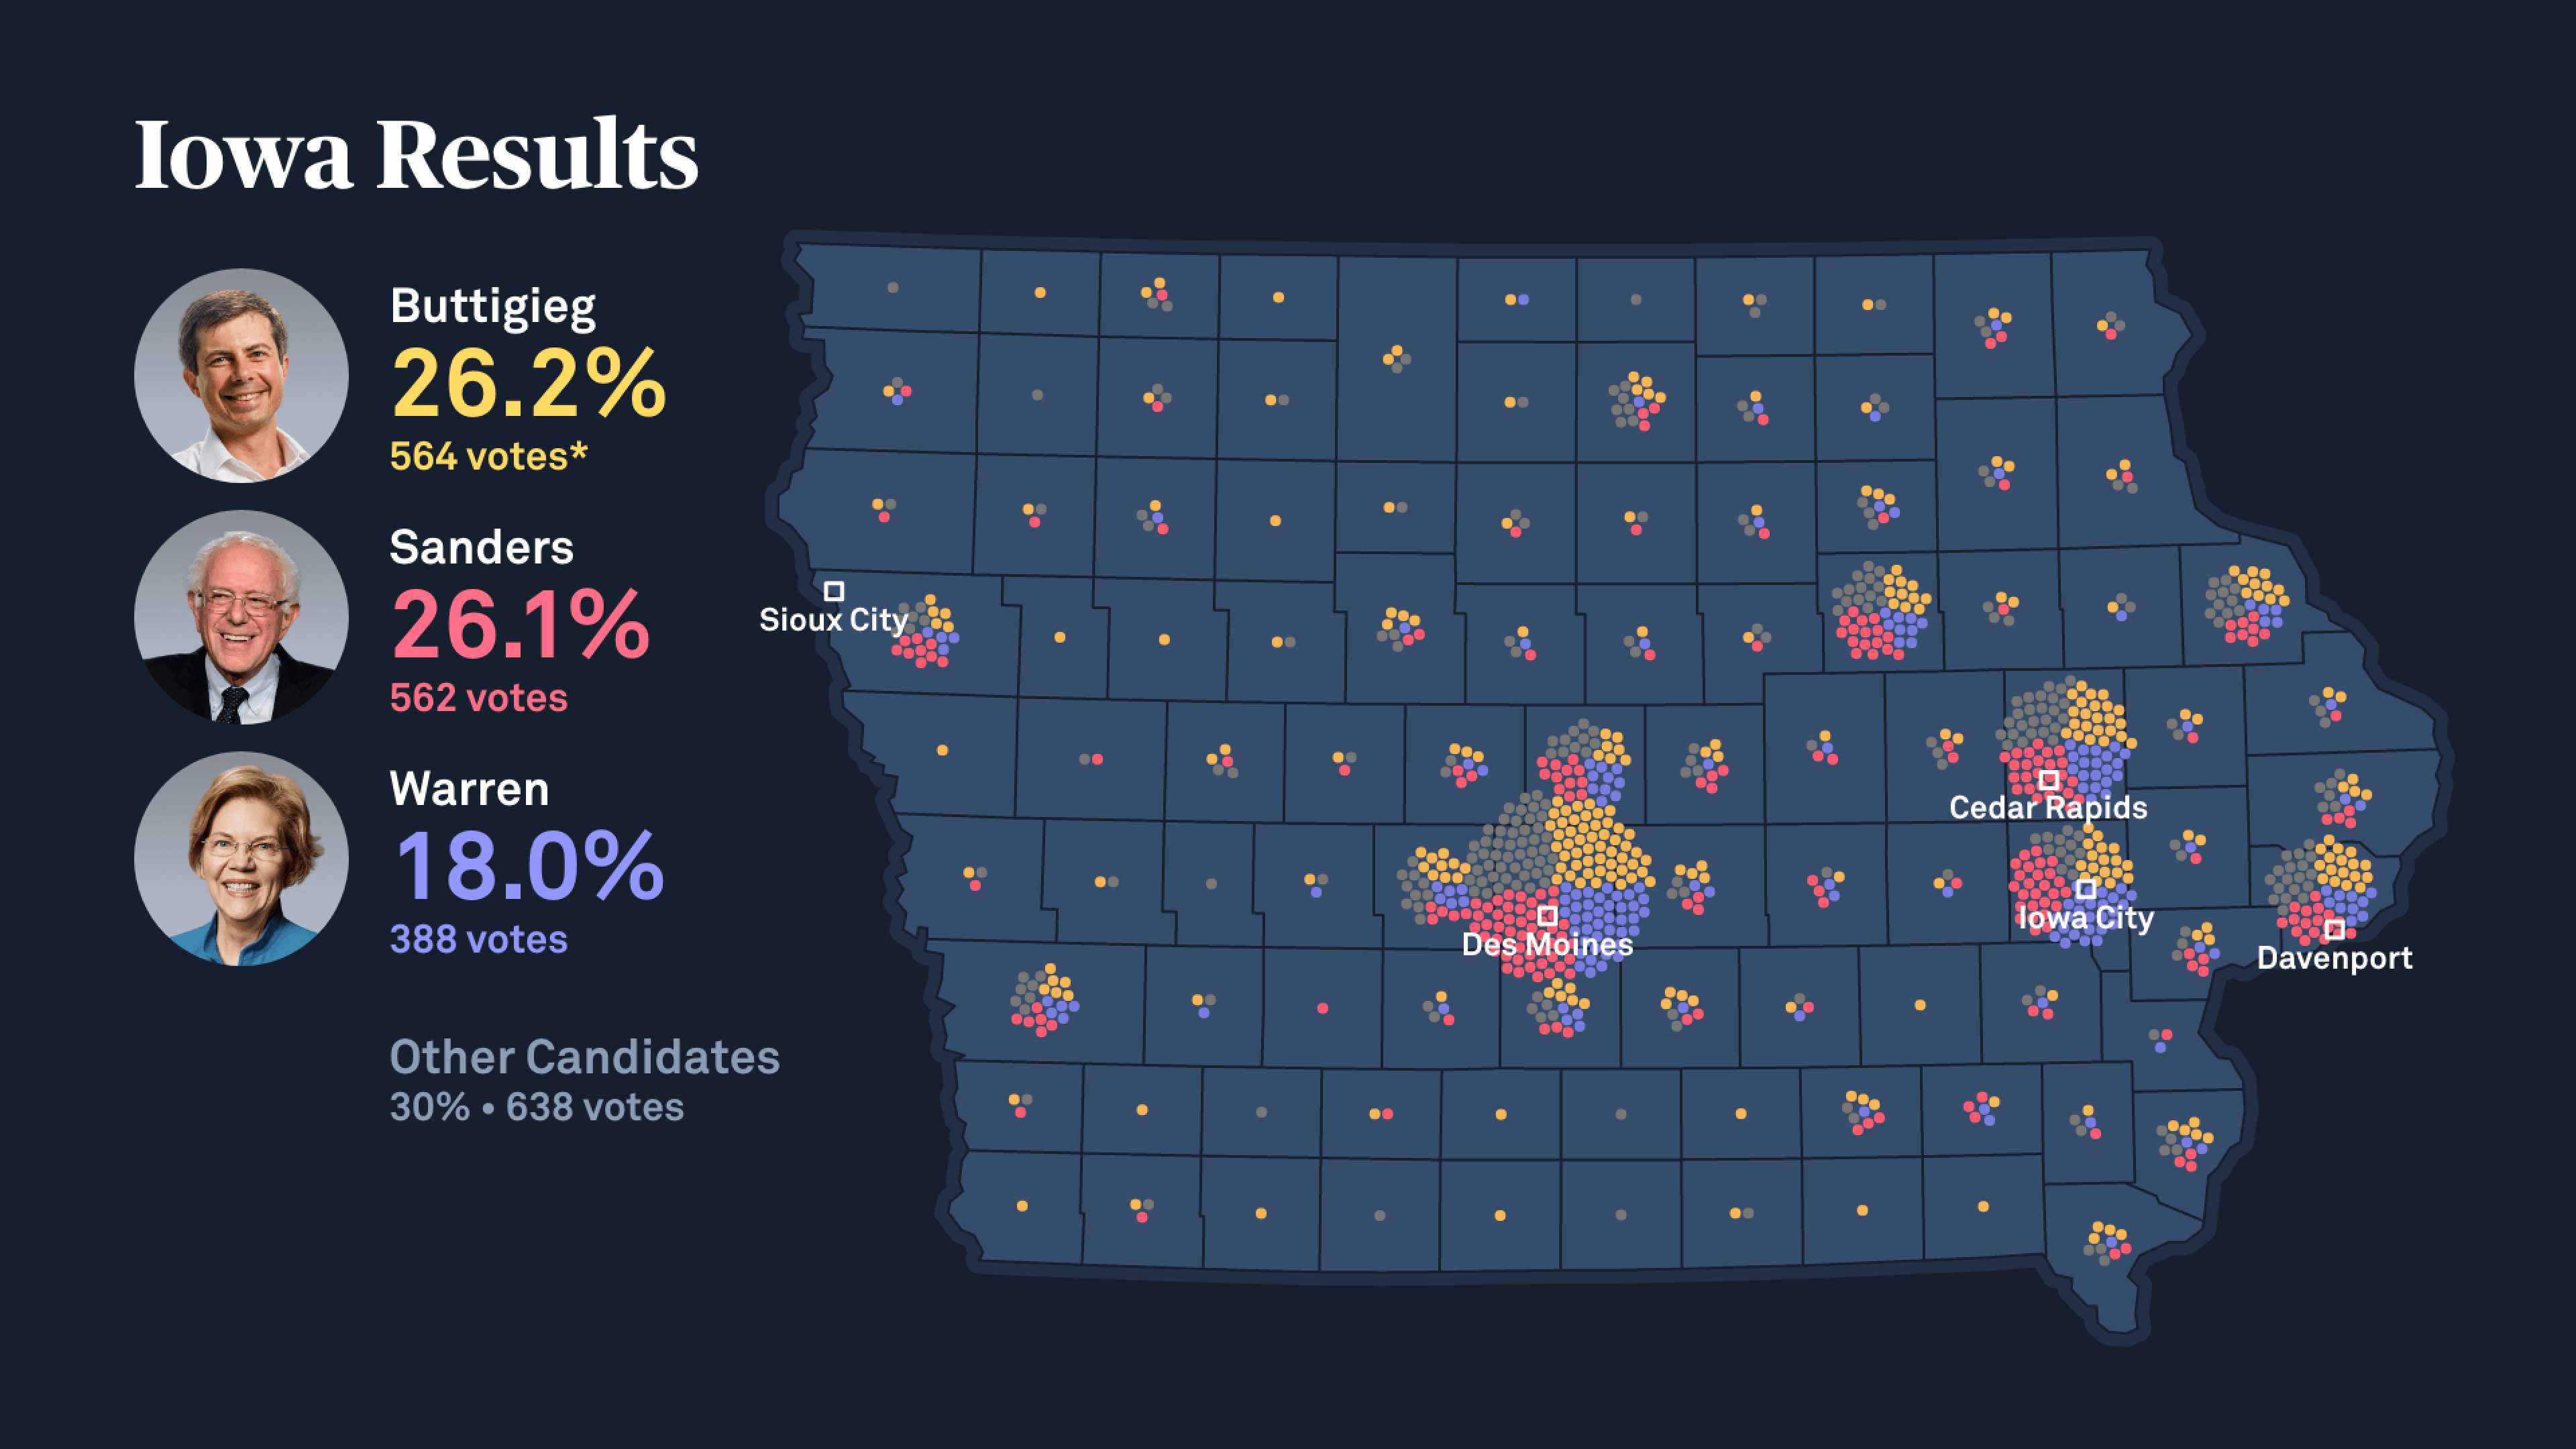 Iowa Results
Buttigieg
26.2%
564 votes*
Sanders
26.1%
562 votes
Warren
18.0%
388 votes
Other Candidates
30% • 638 votes
Sioux City
Cedar Rapids
Iowa City
Des Moines
Davenport